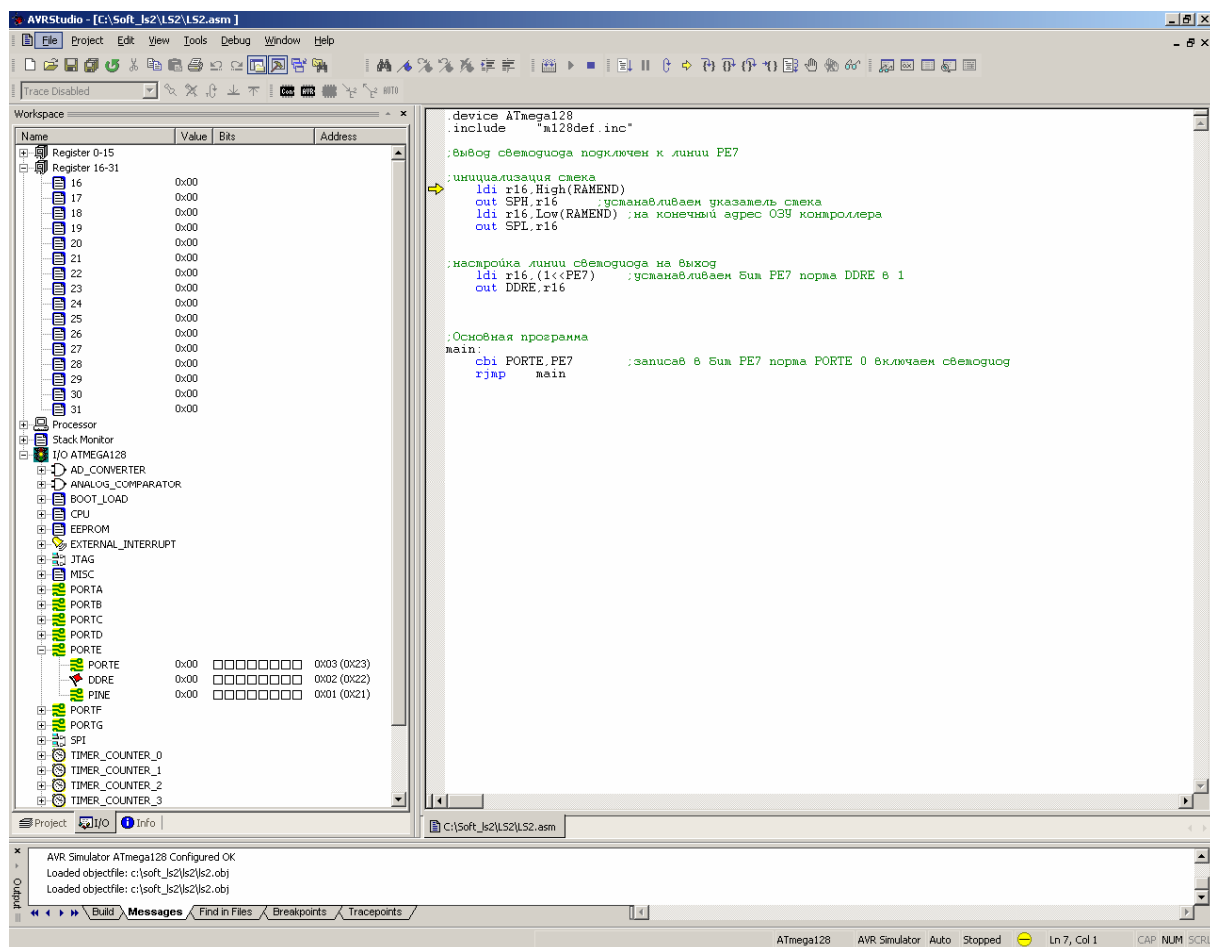 AVRStudio - [C:\Soft_ls2\LS2\LS2.asm ]
File Project Edit View Tools Debug Window Help
Trace Disabled
AUTO
Workspace
Name Value Bits Address
Register 0-15
Register 16-31
16 0x00
17 0x00
18 0x00
19 0x00
20 0x00
21 0x00
22 0x00
23 0x00
24 0x00
25 0x00
26 0x00
27 0x00
28 0x00
29 0x00
30 0x00
31 0x00
Processor
Stack Monitor
I/O ATMEGA128
AD_CONVERTER
ANALOG_COMPARATOR
BOOT_LOAD
CPU
EEPROM
EXTERNAL_INTERRUPT
JTAG
MISC
PORTA
PORTB
PORTC
PORTD
PORTE
PORTE 0x00 0X03 (0X23)
DDRE 0x00 0X02 (0X22)
PINE 0x00 0X01 (0X21)
PORTF
PORTG
SPI
TIMER_COUNTER_0
TIMER_COUNTER_1
TIMER_COUNTER_2
TIMER_COUNTER_3
Project I/O Info
.device ATmega128
.include "m128def.inc"
;вывод светодиода подключен к линии PE7
;инициализация стека
ldi r16,High(RAMEND)
out SPH,r16 ;устанавливаем указатель стека
ldi r16,Low(RAMEND) ;на конечный адрес ОЗУ контроллера
out SPL,r16
;настройка линии светодиода на выход
ldi r16,(1<<PE7) ;устанавливаем бит PE7 порта DDRE в 1
out DDRE,r16
;Основная программа
main:
cbi PORTE,PE7 ;записав в бит PE7 порта PORTE 0 включаем светодиод
rjmp main
C:\Soft_ls2\LS2\LS2.asm
Output
AVR Simulator ATmega128 Configured OK
Loaded objectfile: c:\soft_ls2\ls2\ls2.obj
Loaded objectfile: c:\soft_ls2\ls2\ls2.obj
Build Messages Find in Files Breakpoints Tracepoints
ATmega128 AVR Simulator Auto Stopped Ln 7, Col 1 CAP NUM SCRL